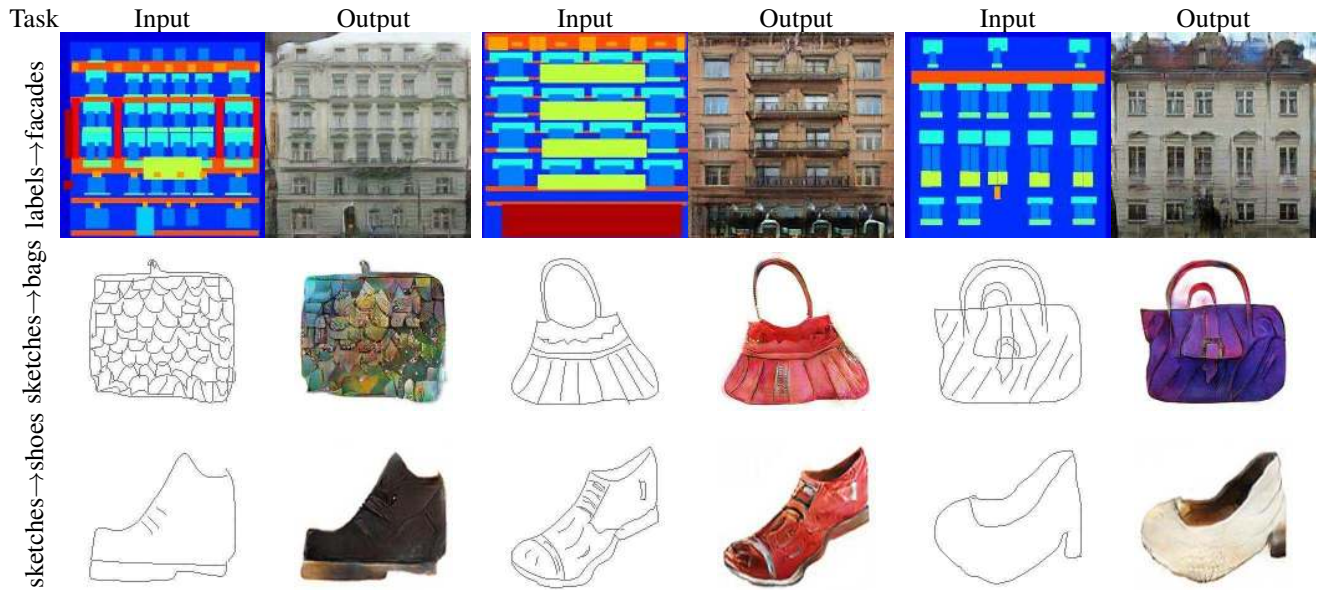 Task Input Output Input Output Input Output
labels→facades
sketches→bags
sketches→shoes